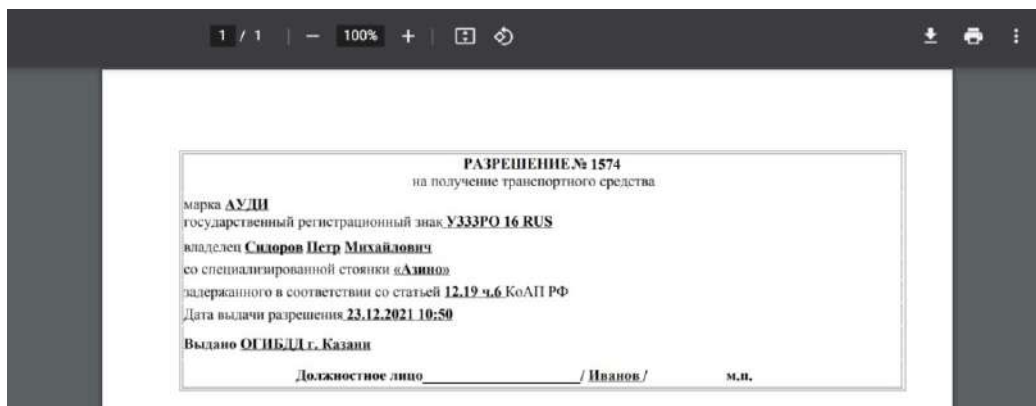 1 / 1 | − 100% + |
РАЗРЕШЕНИЕ № 1574
на получение транспортного средства
марка АУДИ
государственный регистрационный знак У333РО 16 RUS
владелец Сидоров Петр Михайлович
со специализированной стоянки «Азино»
задержанного в соответствии со статьей 12.19 ч.6 КоАП РФ
Дата выдачи разрешения 23.12.2021 10:50
Выдано ОГИБДД г. Казани
Должностное лицо____________________/ Иванов / м.п.